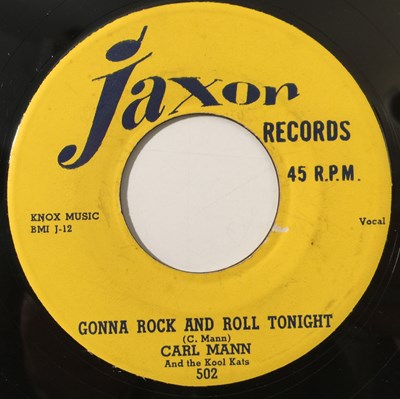 Jaxon
RECORDS
45 R.P.M.
KNOX MUSIC
BMI J-12
Vocal
GONNA ROCK AND ROLL TONIGHT
(C. Mann)
CARL MANN
And the Kool Kats
502